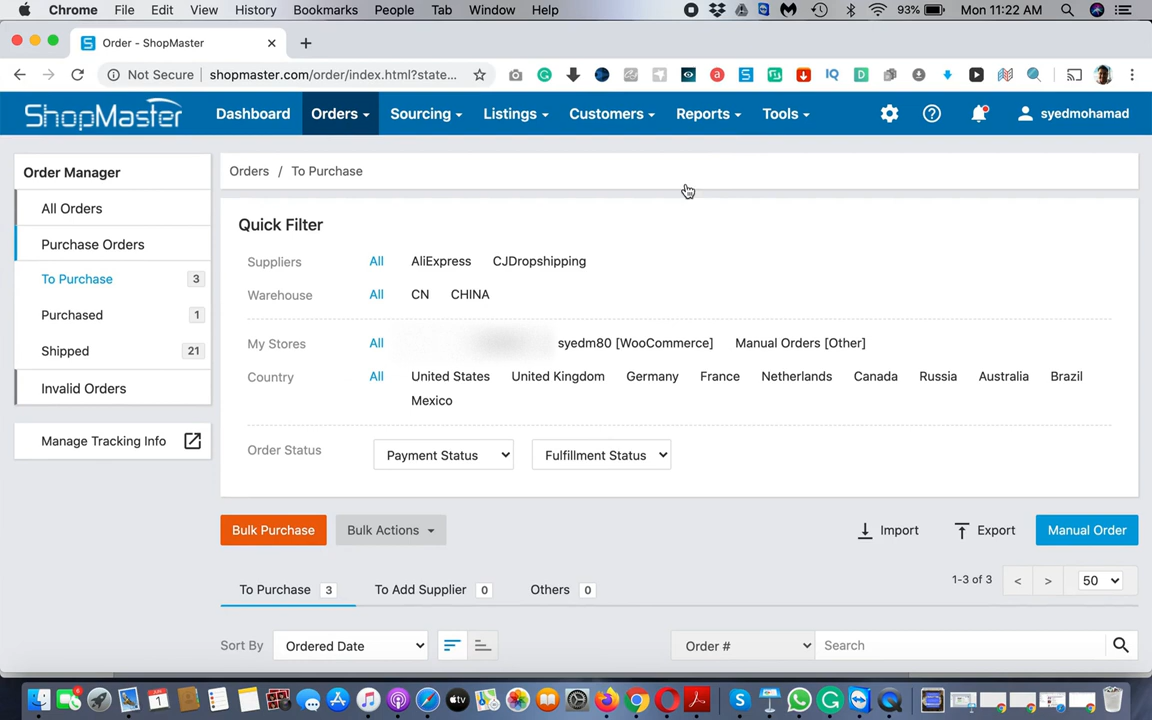 Chrome File Edit View History Bookmarks People Tab Window Help 93% Mon 11:22 AM
Order - ShopMaster
Not Secure shopmaster.com/order/index.html?state...
ShopMaster Dashboard Orders Sourcing Listings Customers Reports Tools syedmohamad
Order Manager
All Orders
Purchase Orders
To Purchase 3
Purchased 1
Shipped 21
Invalid Orders
Manage Tracking Info
Orders / To Purchase
Quick Filter
Suppliers All AliExpress CJDropshipping
Warehouse All CN CHINA
My Stores All syedm80 [WooCommerce] Manual Orders [Other]
Country All United States United Kingdom Germany France Netherlands Canada Russia Australia Brazil
Mexico
Order Status Payment Status Fulfillment Status
Bulk Purchase Bulk Actions Import Export Manual Order
To Purchase 3 To Add Supplier 0 Others 0 1-3 of 3 < > 50
Sort By Ordered Date Order # Search